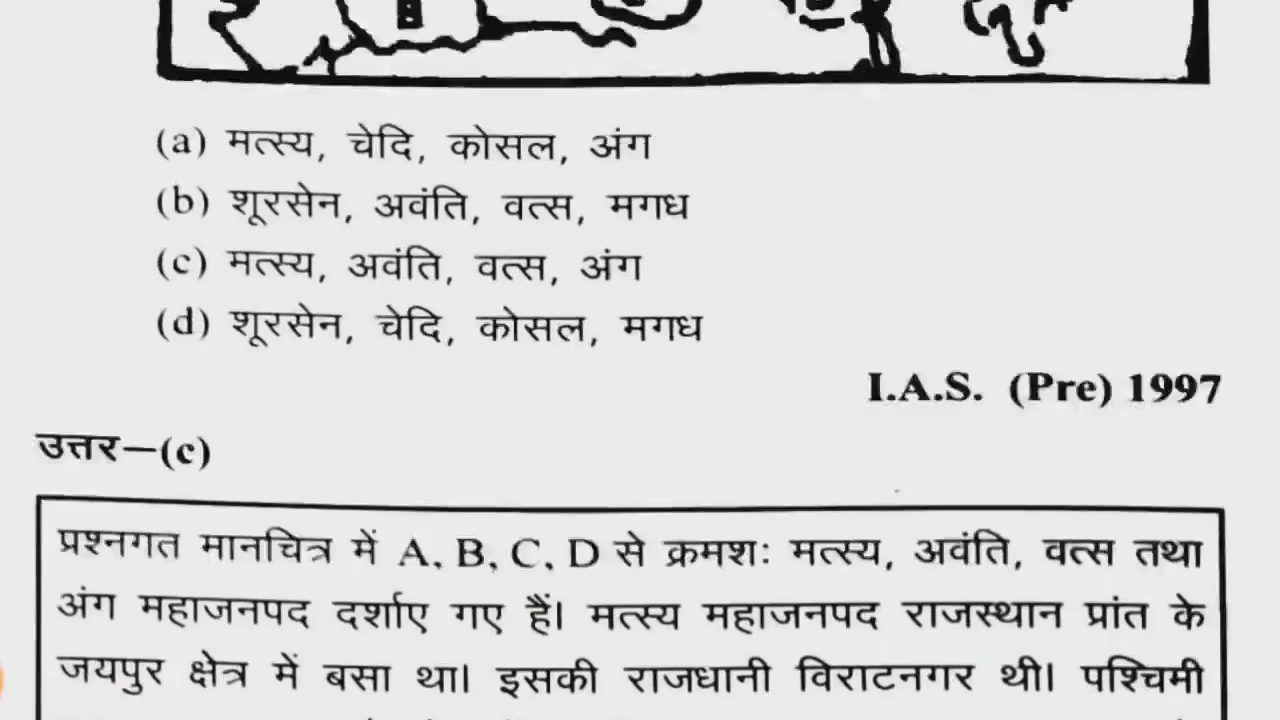 (a) मत्स्य, चेदि, कोसल, अंग
(b) शूरसेन, अवंति, वत्स, मगध
(c) मत्स्य, अवंति, वत्स, अंग
(d) शूरसेन, चेदि, कोसल, मगध
I.A.S. (Pre) 1997
उत्तर—(c)
प्रश्नगत मानचित्र में A, B, C, D से क्रमशः मत्स्य, अवंति, वत्स तथा
अंग महाजनपद दर्शाए गए हैं। मत्स्य महाजनपद राजस्थान प्रांत के
जयपुर क्षेत्र में बसा था। इसकी राजधानी विराटनगर थी। पश्चिमी